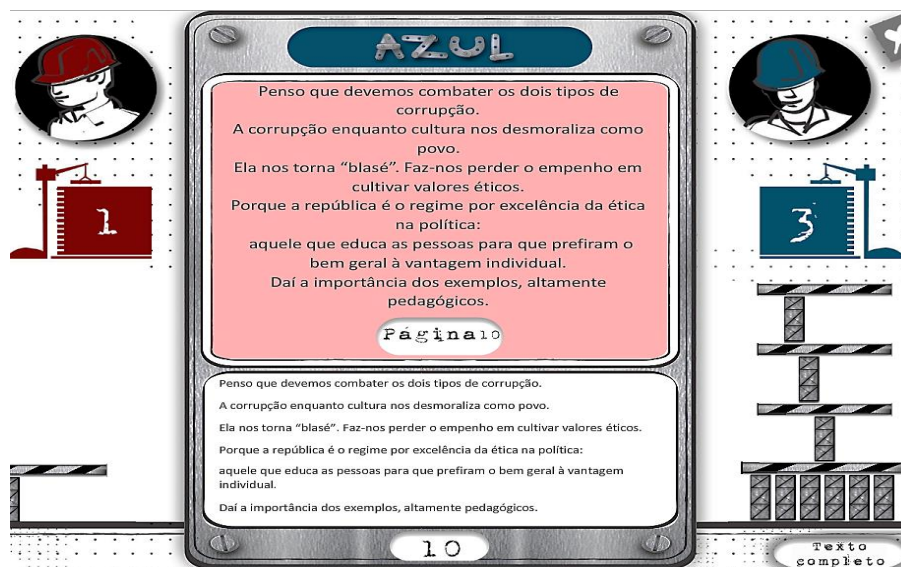 AZUL
Penso que devemos combater os dois tipos de
corrupção.
A corrupção enquanto cultura nos desmoraliza como
povo.
Ela nos torna “blasé”. Faz-nos perder o empenho em
cultivar valores éticos.
Porque a república é o regime por excelência da ética
na política:
aquele que educa as pessoas para que prefiram o
bem geral à vantagem individual.
Daí a importância dos exemplos, altamente
pedagógicos.
Página10
1
3
Penso que devemos combater os dois tipos de corrupção.
A corrupção enquanto cultura nos desmoraliza como povo.
Ela nos torna “blasé”. Faz-nos perder o empenho em cultivar valores éticos.
Porque a república é o regime por excelência da ética na política:
aquele que educa as pessoas para que prefiram o bem geral à vantagem
individual.
Daí a importância dos exemplos, altamente pedagógicos.
10
Texto
completo